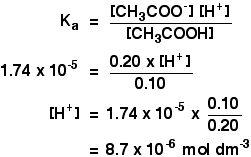 Kₐ = [CH₃COO⁻] [H⁺] / [CH₃COOH]
1.74 x 10⁻⁵ = 0.20 x [H⁺] / 0.10
[H⁺] = 1.74 x 10⁻⁵ x 0.10 / 0.20
= 8.7 x 10⁻⁶ mol dm⁻³